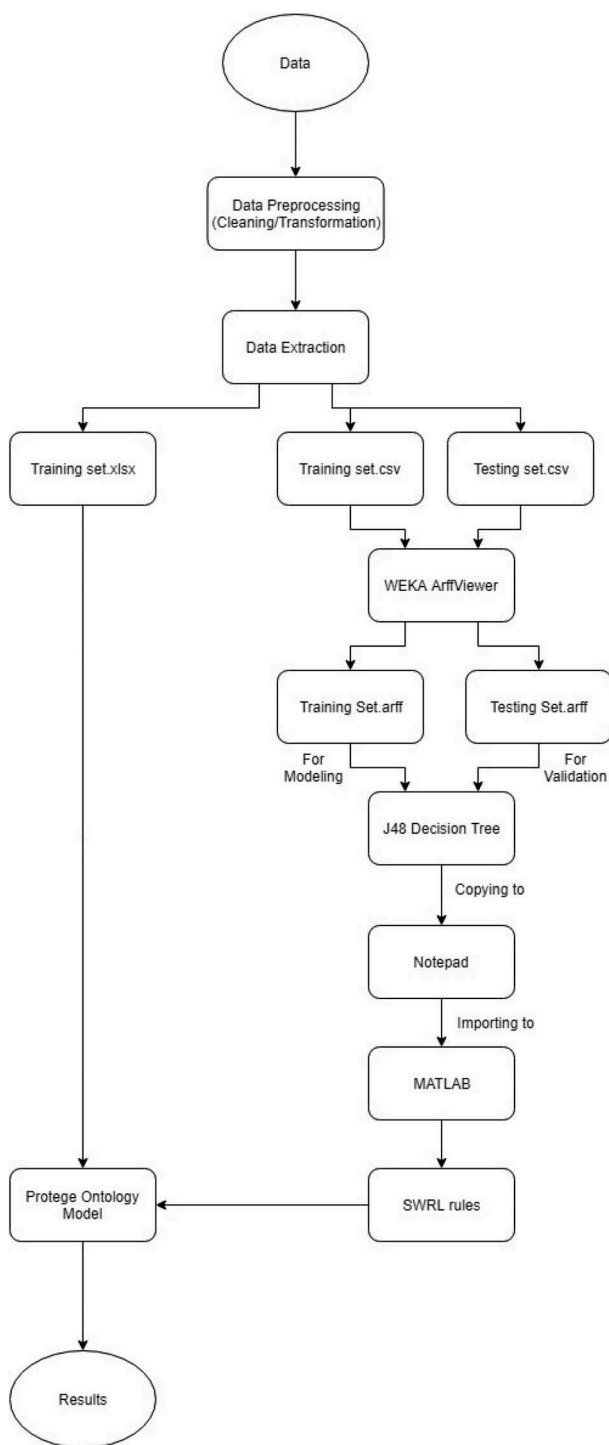 Data
Data Preprocessing
(Cleaning/Transformation)
Data Extraction
Training set.xlsx
Training set.csv
Testing set.csv
WEKA ArffViewer
Training Set.arff
Testing Set.arff
For
Modeling
For
Validation
J48 Decision Tree
Copying to
Notepad
Importing to
MATLAB
Protege Ontology
Model
SWRL rules
Results